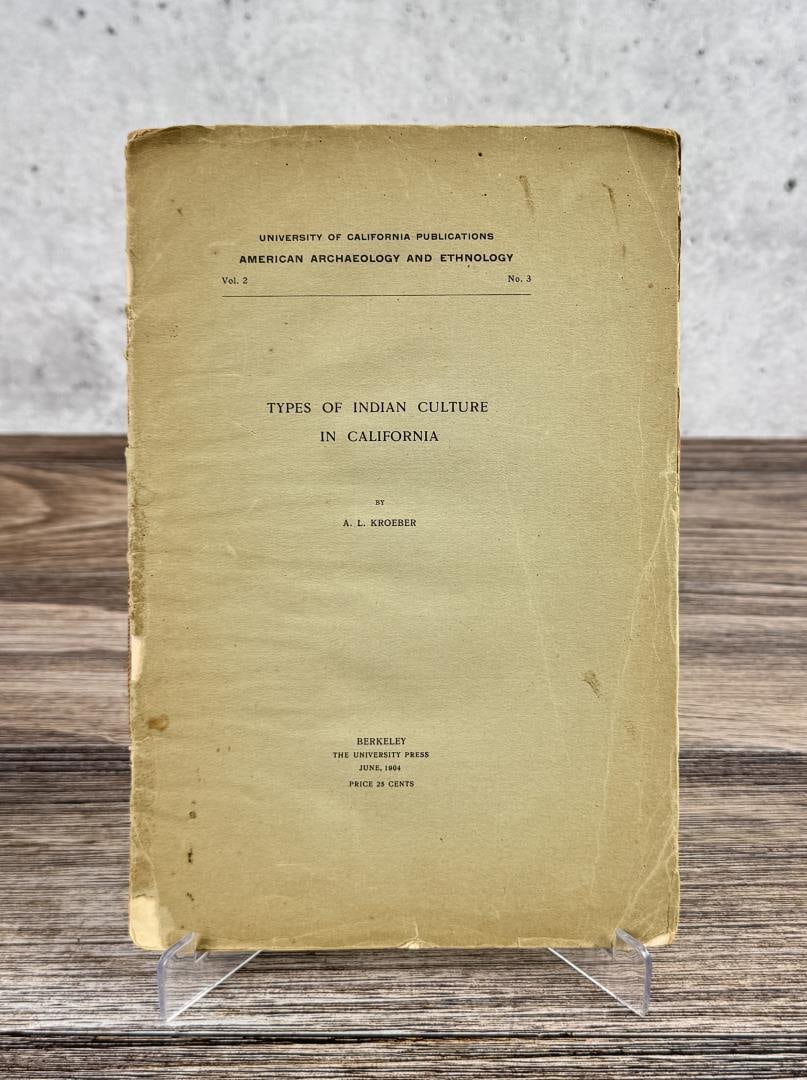 UNIVERSITY OF CALIFORNIA PUBLICATIONS
AMERICAN ARCHAEOLOGY AND ETHNOLOGY
Vol. 2 No. 3
TYPES OF INDIAN CULTURE
IN CALIFORNIA
BY
A. L. KROEBER
BERKELEY
THE UNIVERSITY PRESS
JUNE, 1904
PRICE 25 CENTS